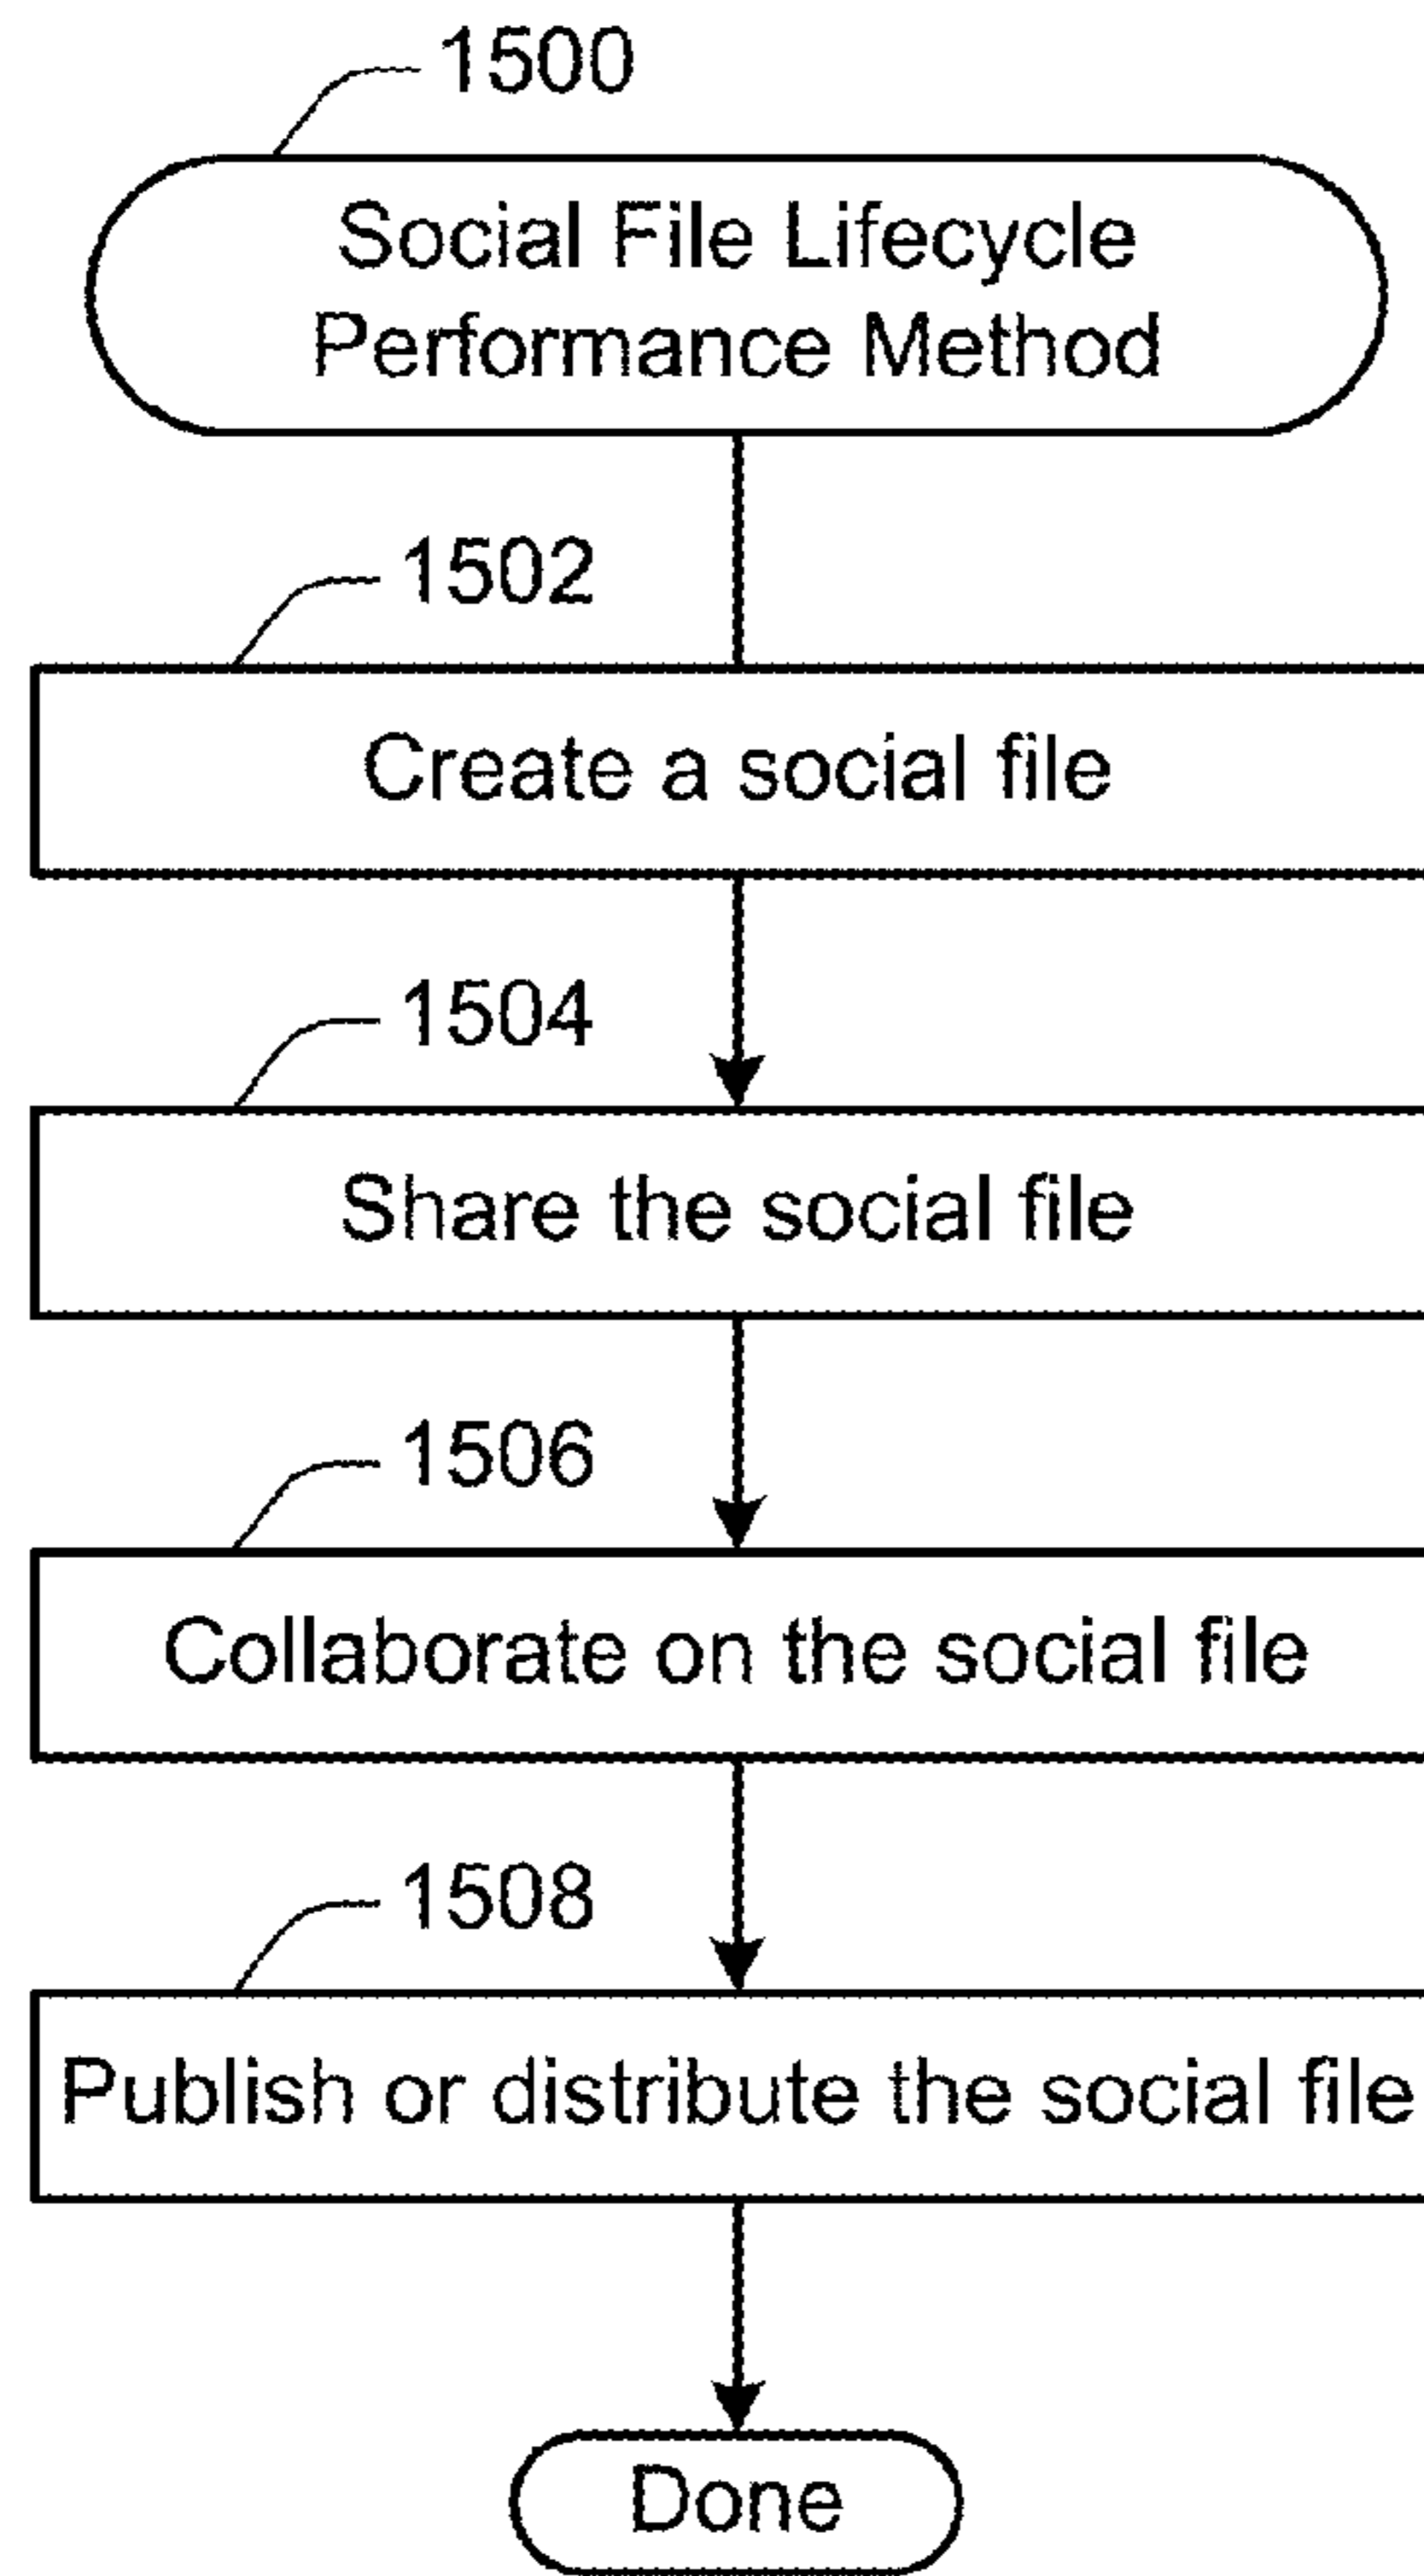 1500
Social File Lifecycle
Performance Method
1502
Create a social file
1504
Share the social file
1506
Collaborate on the social file
1508
Publish or distribute the social file
Done